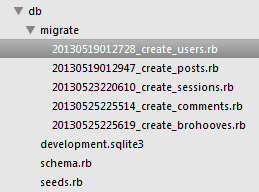 db
migrate
20130519012728_create_users.rb
20130519012947_create_posts.rb
20130523220610_create_sessions.rb
20130525225514_create_comments.rb
20130525225619_create_brohooves.rb
development.sqlite3
schema.rb
seeds.rb